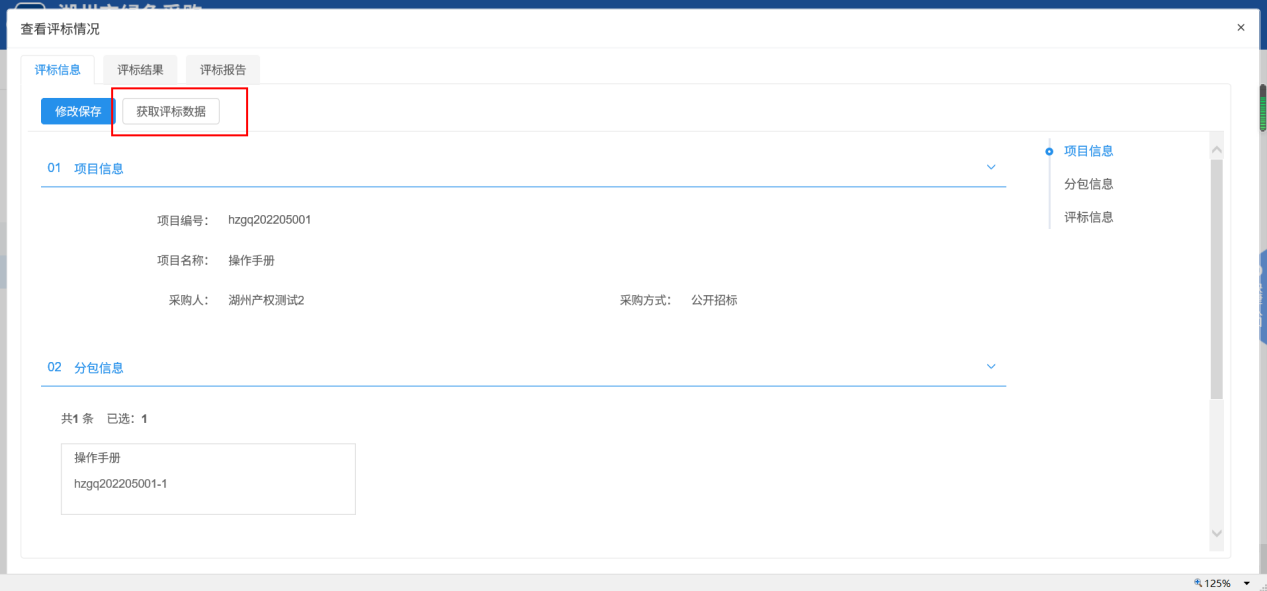 查看评标情况
×
评标信息 评标结果 评标报告
修改保存 获取评标数据
01 项目信息
项目编号： hzgq202205001
项目名称： 操作手册
采购人： 湖州产权测试2 采购方式： 公开招标
02 分包信息
共1 条 已选：1
操作手册
hzgq202205001-1
项目信息
分包信息
评标信息
125%